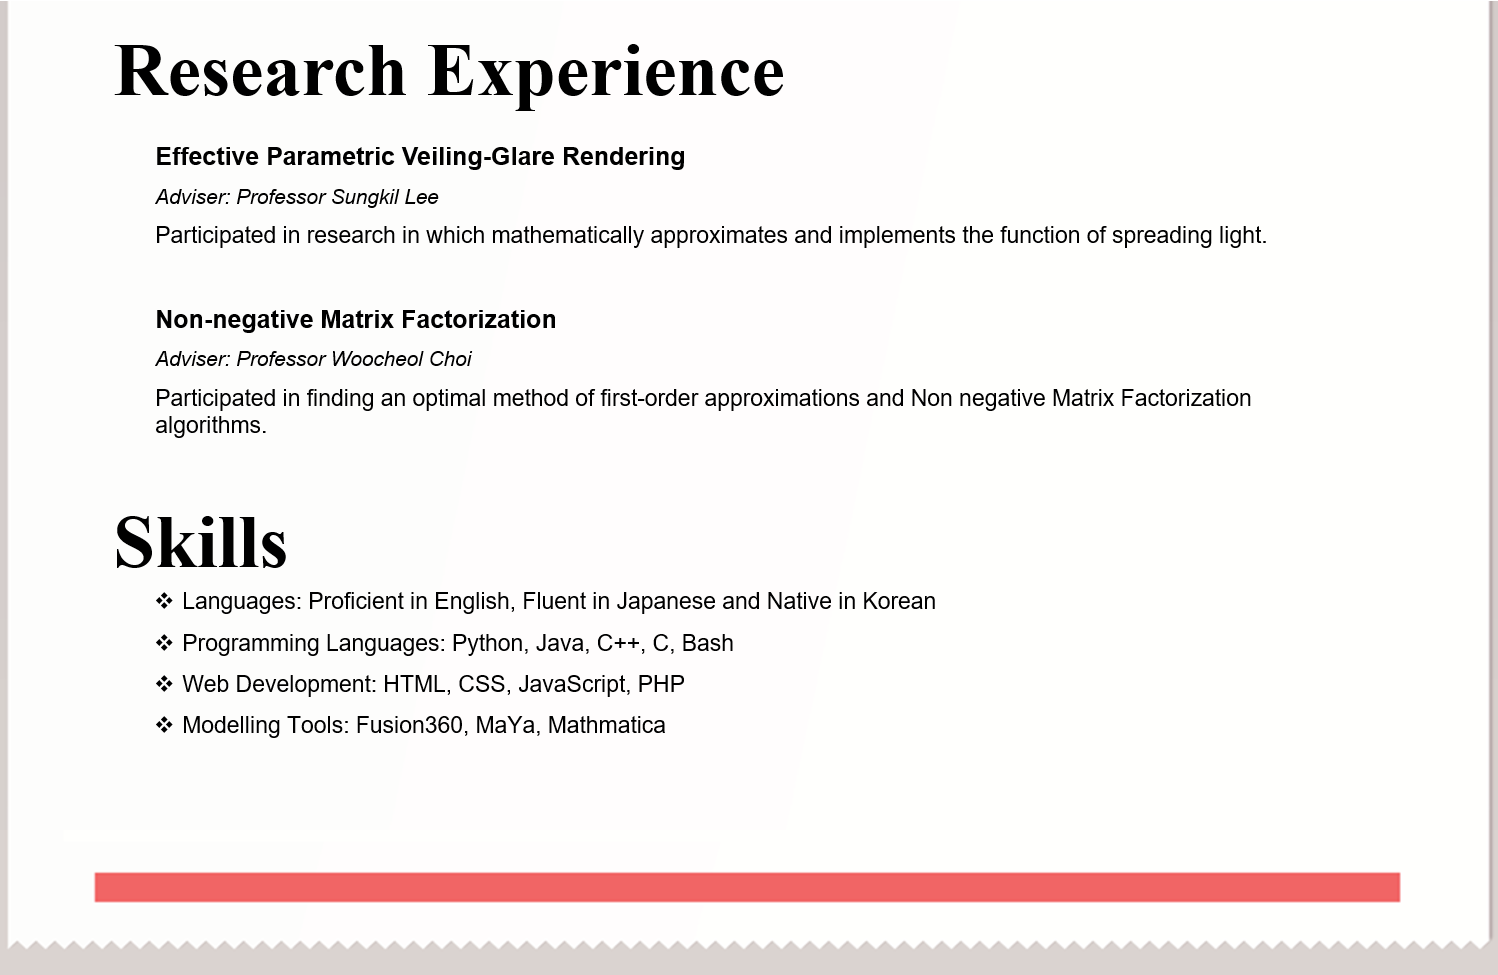 Research Experience
Effective Parametric Veiling-Glare Rendering
Adviser: Professor Sungkil Lee
Participated in research in which mathematically approximates and implements the function of spreading light.
Non-negative Matrix Factorization
Adviser: Professor Woocheol Choi
Participated in finding an optimal method of first-order approximations and Non negative Matrix Factorization
algorithms.
Skills
❖ Languages: Proficient in English, Fluent in Japanese and Native in Korean
❖ Programming Languages: Python, Java, C++, C, Bash
❖ Web Development: HTML, CSS, JavaScript, PHP
❖ Modelling Tools: Fusion360, MaYa, Mathmatica